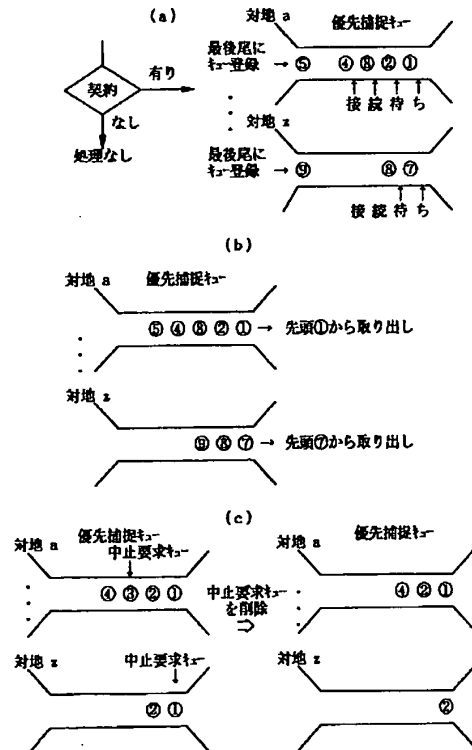 (a)
対地 a 優先捕捉キュー
最後尾に
キュー登録 → ⑤ ④ ⑧ ② ①
契約 有り
接 続 待 ち
なし
処理なし
対地 z
最後尾に
キュー登録 → ⑨ ⑧ ⑦
接 続 待 ち
(b)
対地 a 優先捕捉キュー
⑤ ④ ⑧ ② ① → 先頭①から取り出し
対地 z
⑨ ⑧ ⑦ → 先頭⑦から取り出し
(c)
対地 a 優先捕捉キュー
中止要求キュー
④ ③ ② ①
中止要求キュー
を削除
⇒
対地 a 優先捕捉キュー
④ ② ①
対地 z 中止要求キュー
② ①
対地 z
②